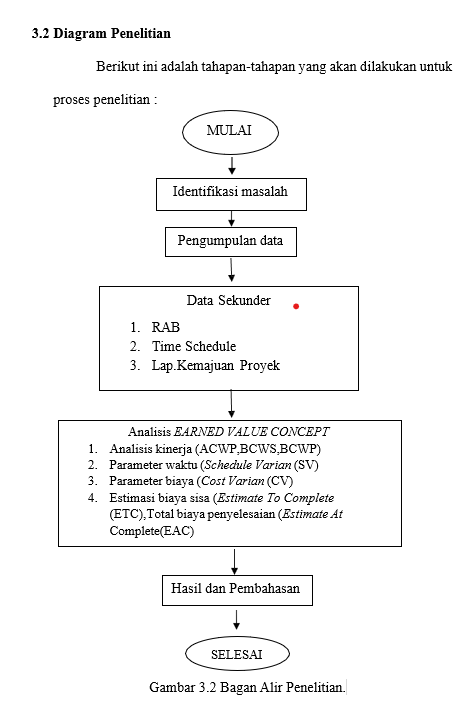 3.2 Diagram Penelitian
Berikut ini adalah tahapan-tahapan yang akan dilakukan untuk
proses penelitian :
MULAI
Identifikasi masalah
Pengumpulan data
Data Sekunder
1. RAB
2. Time Schedule
3. Lap.Kemajuan Proyek
Analisis EARNED VALUE CONCEPT
1. Analisis kinerja (ACWP,BCWS,BCWP)
2. Parameter waktu (Schedule Varian (SV)
3. Parameter biaya (Cost Varian (CV)
4. Estimasi biaya sisa (Estimate To Complete
(ETC),Total biaya penyelesaian (Estimate At
Complete(EAC)
Hasil dan Pembahasan
SELESAI
Gambar 3.2 Bagan Alir Penelitian.